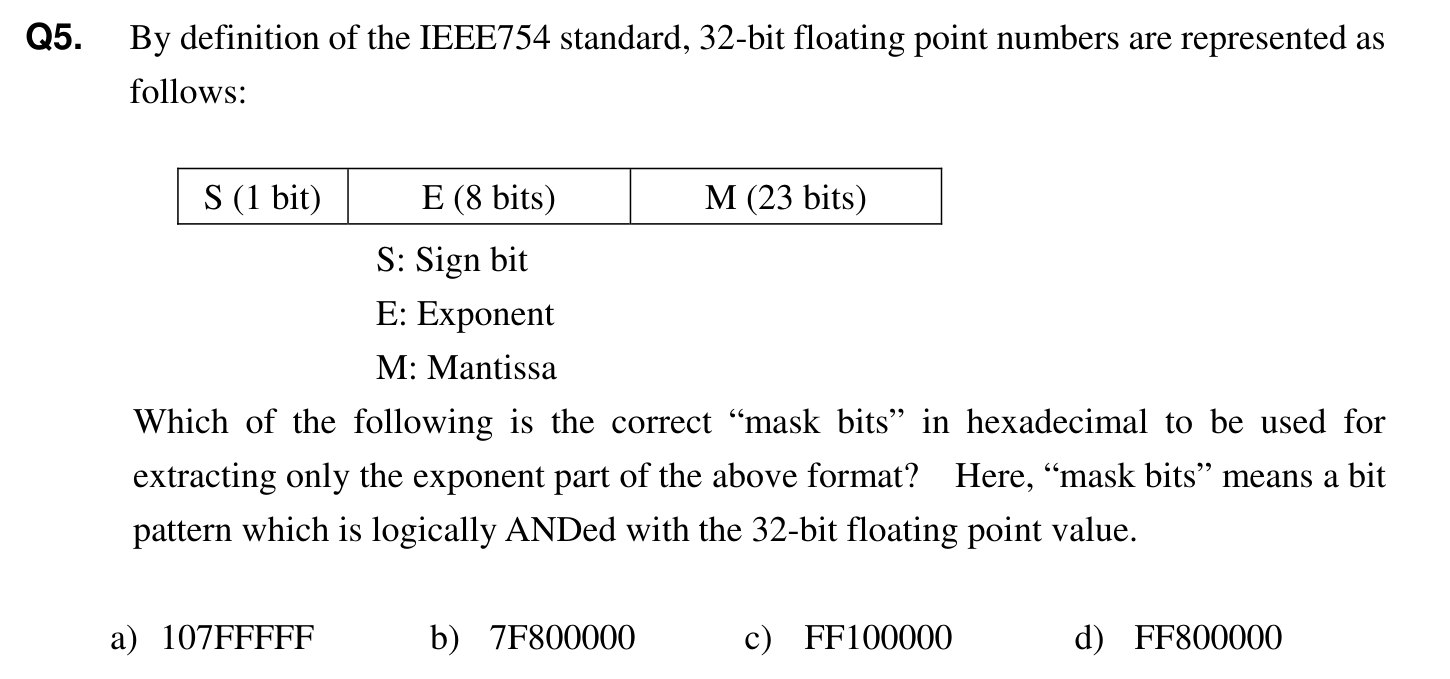 Q5. By definition of the IEEE754 standard, 32-bit floating point numbers are represented as
follows:
S (1 bit) E (8 bits) M (23 bits)
S: Sign bit
E: Exponent
M: Mantissa
Which of the following is the correct “mask bits” in hexadecimal to be used for
extracting only the exponent part of the above format? Here, “mask bits” means a bit
pattern which is logically ANDed with the 32-bit floating point value.
a) 107FFFFF b) 7F800000 c) FF100000 d) FF800000